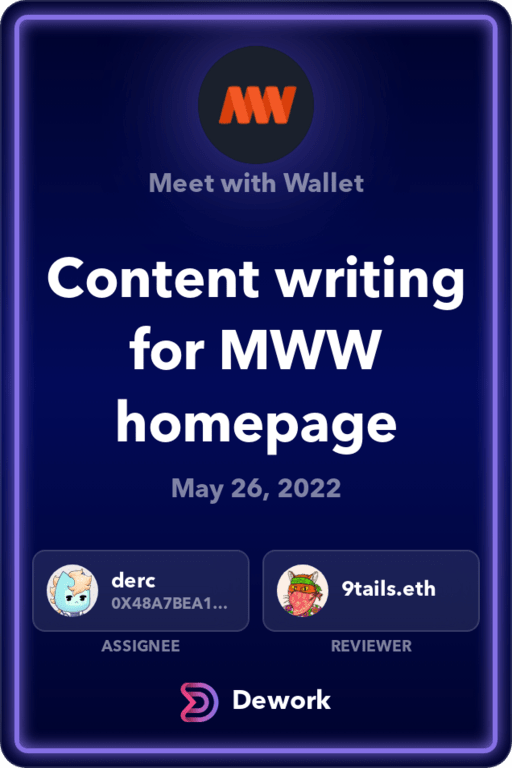 MW
Meet with Wallet
Content writing
for MWW
homepage
May 26, 2022
derc
0X48A7BEA1...
9tails.eth
ASSIGNEE
REVIEWER
Dework